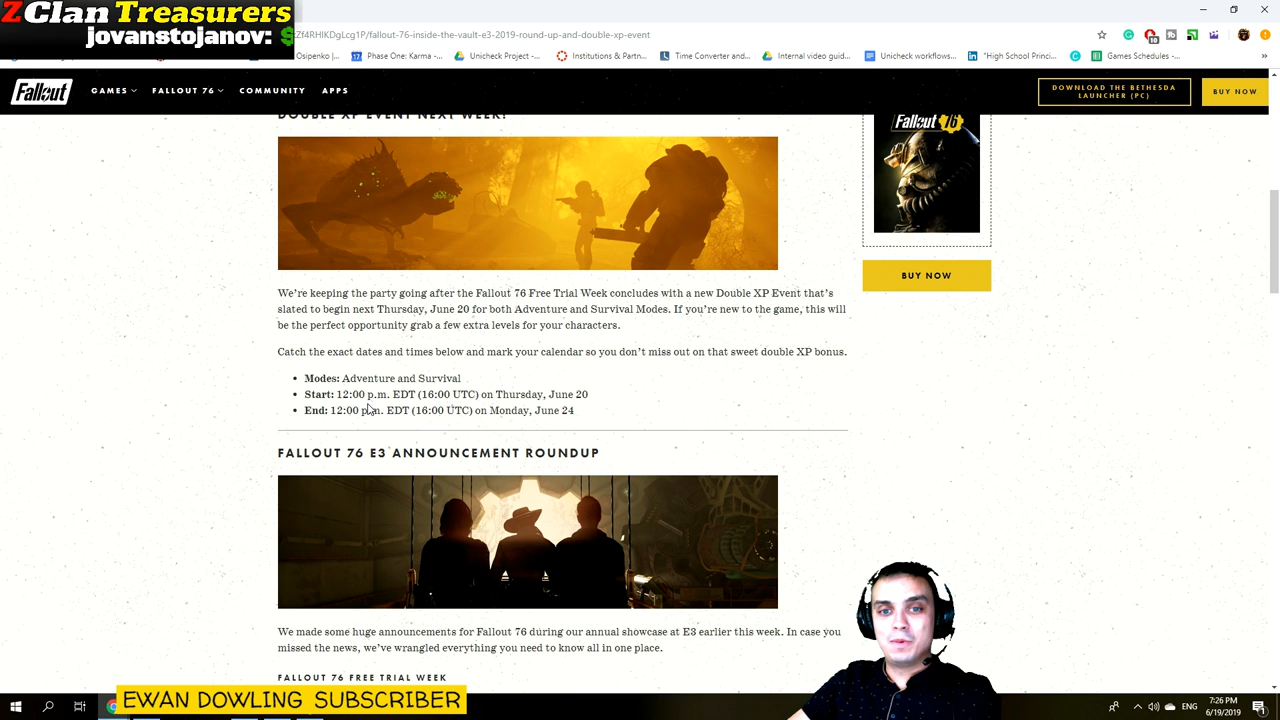 ZClan Treasurers
jovanstojanov: $
Zf4RHIKDgLcg1P/fallout-76-inside-the-vault-e3-2019-round-up-and-double-xp-event
Osipenko |...
Phase One: Karma -...
Unicheck Project -...
Institutions & Partn...
Time Converter and...
Internal video guid...
Unicheck workflows...
"High School Princi...
Games Schedules -...
Fallout
GAMES
FALLOUT 76
COMMUNITY
APPS
DOWNLOAD THE BETHESDA
LAUNCHER (PC)
BUY NOW
DOUBLE XP EVENT NEXT WEEK!
Fallout 76
BUY NOW
We're keeping the party going after the Fallout 76 Free Trial Week concludes with a new Double XP Event that's
slated to begin next Thursday, June 20 for both Adventure and Survival Modes. If you're new to the game, this will
be the perfect opportunity grab a few extra levels for your characters.
Catch the exact dates and times below and mark your calendar so you don't miss out on that sweet double XP bonus.
• Modes: Adventure and Survival
• Start: 12:00 p.m. EDT (16:00 UTC) on Thursday, June 20
• End: 12:00 p.m. EDT (16:00 UTC) on Monday, June 24
FALLOUT 76 E3 ANNOUNCEMENT ROUNDUP
We made some huge announcements for Fallout 76 during our annual showcase at E3 earlier this week. In case you
missed the news, we've wrangled everything you need to know all in one place.
FALLOUT 76 FREE TRIAL WEEK
EWAN DOWLING SUBSCRIBER
ENG
7:26 PM
6/19/2019